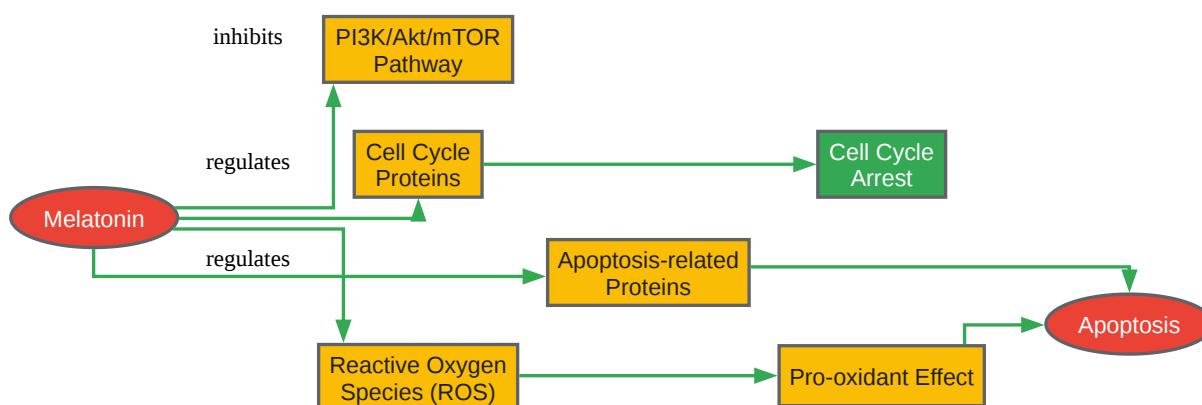 inhibits
PI3K/Akt/mTOR
Pathway
regulates
Cell Cycle
Proteins
Cell Cycle
Arrest
Melatonin
regulates
Apoptosis-related
Proteins
Apoptosis
Reactive Oxygen
Species (ROS)
Pro-oxidant Effect